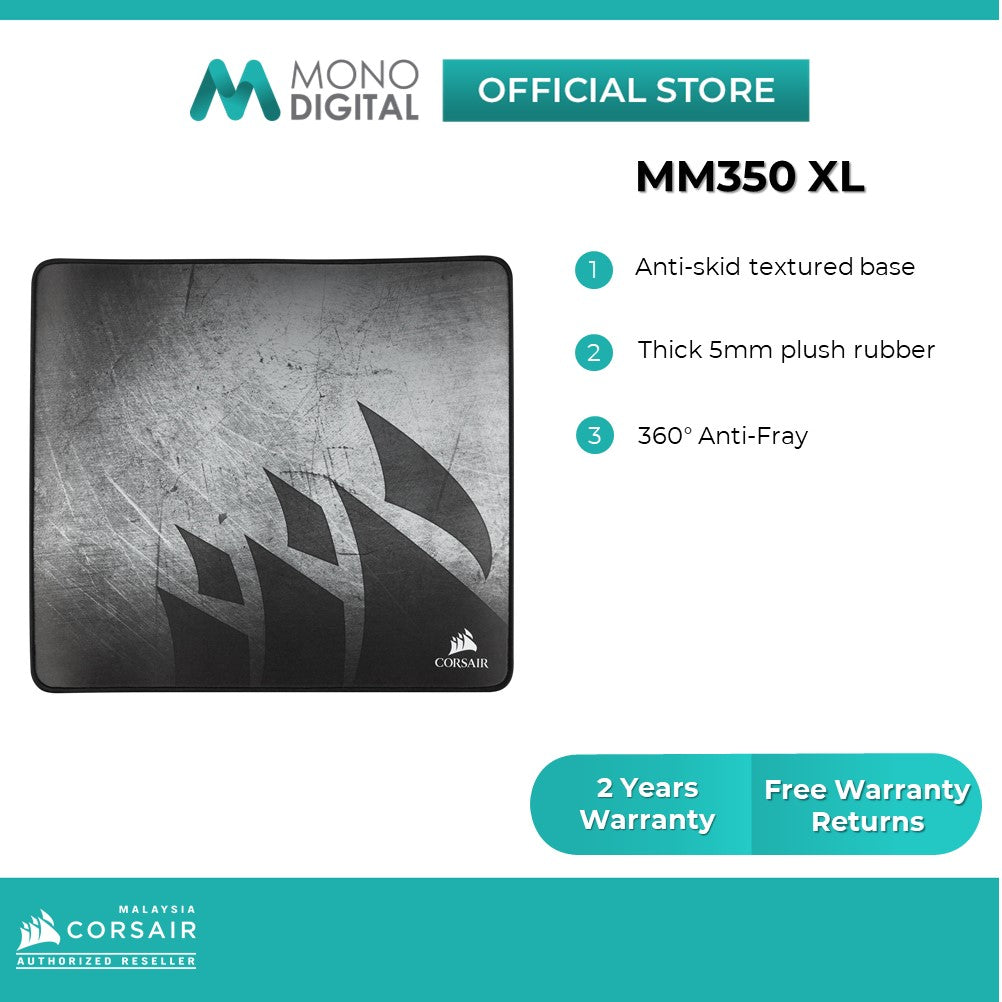 MONO
DIGITAL
OFFICIAL STORE
MM350 XL
1 Anti-skid textured base
2 Thick 5mm plush rubber
3 360° Anti-Fray
CORSAIR
2 Years
Warranty
Free Warranty
Returns
MALAYSIA
CORSAIR
AUTHORIZED RESELLER